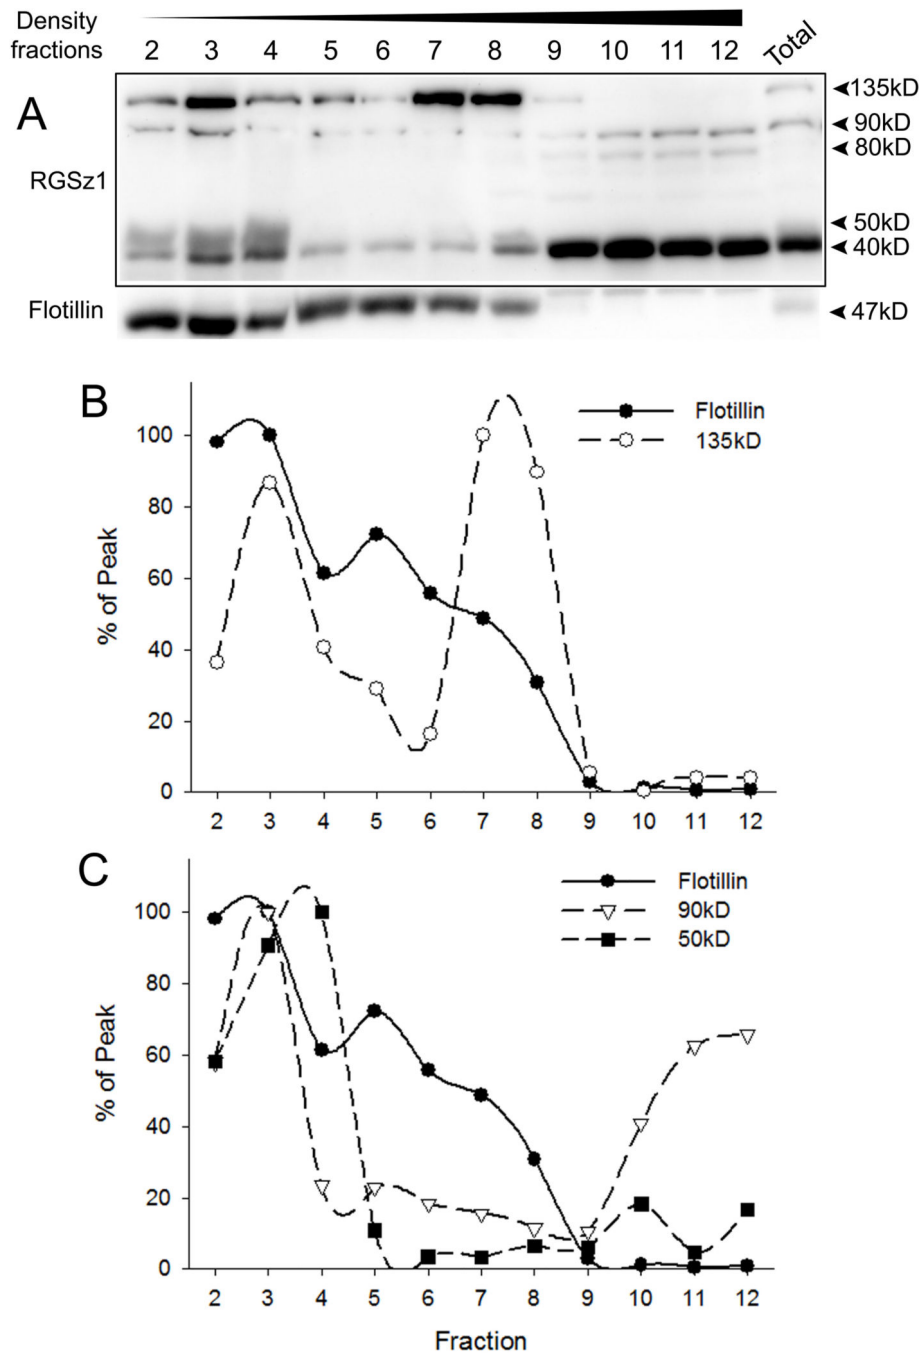 Density
fractions 2 3 4 5 6 7 8 9 10 11 12 Total
A
135kD
90kD
80kD
RGSz1
50kD
40kD
Flotillin
47kD
B
Flotillin
135kD
100
80
60
40
20
0
% of Peak
2 3 4 5 6 7 8 9 10 11 12
C
Flotillin
90kD
50kD
100
80
60
40
20
0
% of Peak
2 3 4 5 6 7 8 9 10 11 12
Fraction